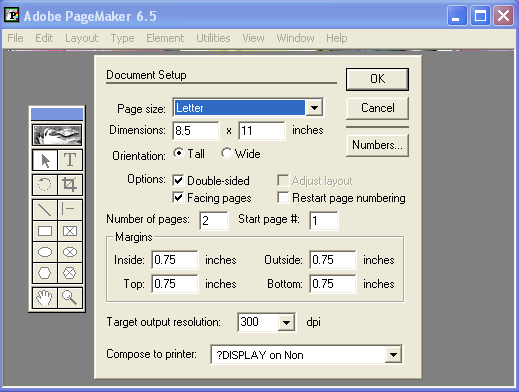 Adobe PageMaker 6.5
File Edit Layout Type Element Utilities View Window Help
Document Setup
OK
Page size: Letter
Cancel
Dimensions: 8.5 x 11 inches
Numbers...
Orientation: Tall Wide
Options: Double-sided Adjust layout
Facing pages Restart page numbering
Number of pages: 2 Start page #: 1
Margins
Inside: 0.75 inches Outside: 0.75 inches
Top: 0.75 inches Bottom: 0.75 inches
Target output resolution: 300 dpi
Compose to printer: ?DISPLAY on Non